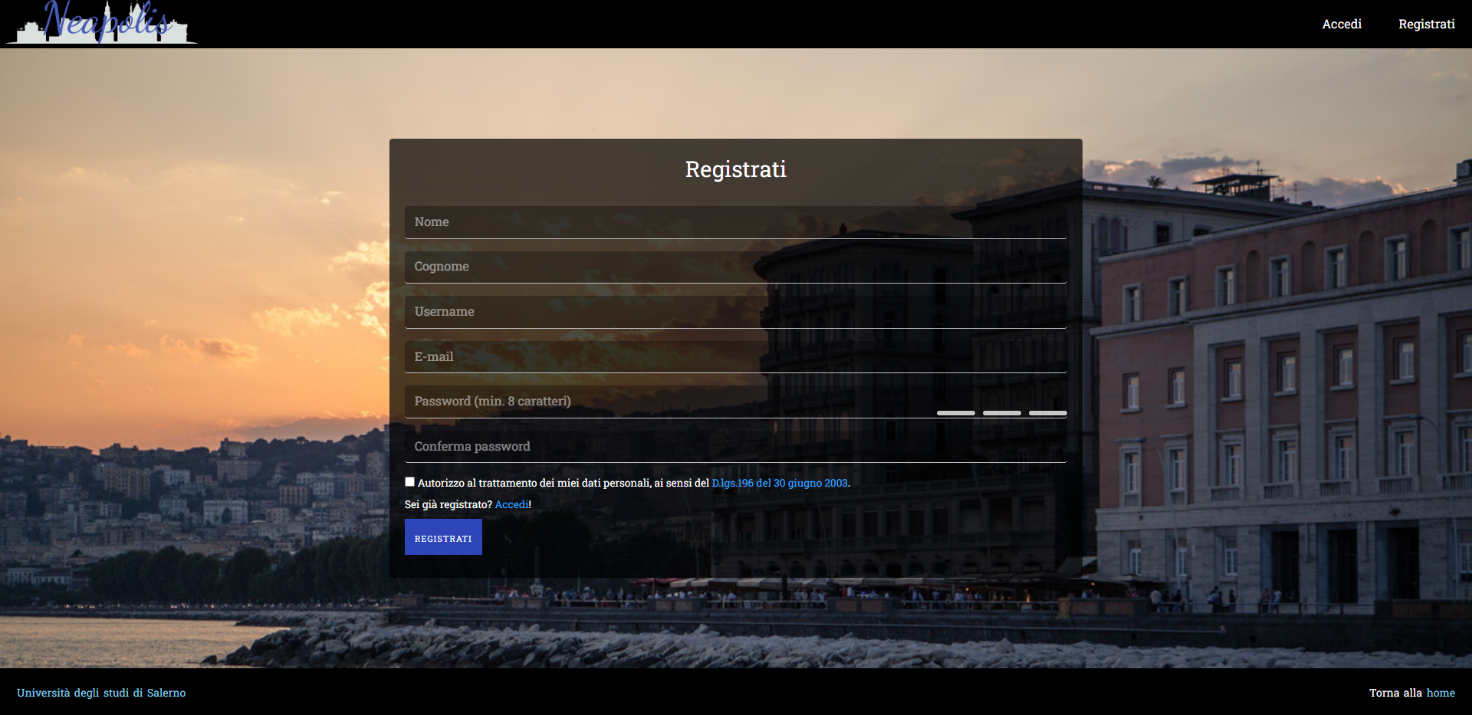 Neapolis
Accedi Registrati
Registrati
Nome
Cognome
Username
E-mail
Password (min. 8 caratteri)
Conferma password
Autorizzo al trattamento dei miei dati personali, ai sensi del D.lgs.196 del 30 giugno 2003.
Sei già registrato? Accedi!
REGISTRATI
Università degli studi di Salerno
Torna alla home